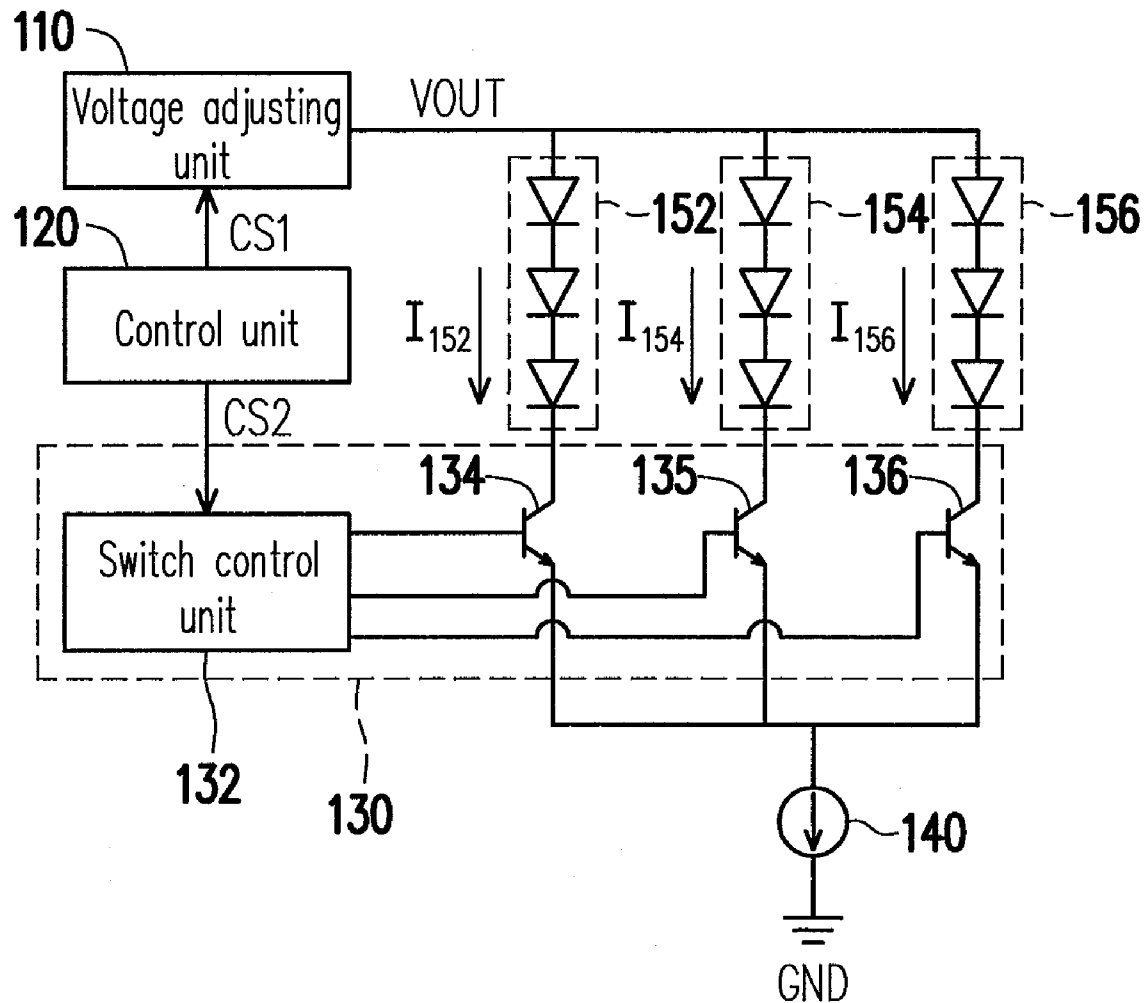 110
Voltage adjusting
unit
VOUT
152
154
156
CS1
120
Control unit
I152
I154
I156
CS2
134
135
136
Switch control
unit
132
130
140
GND